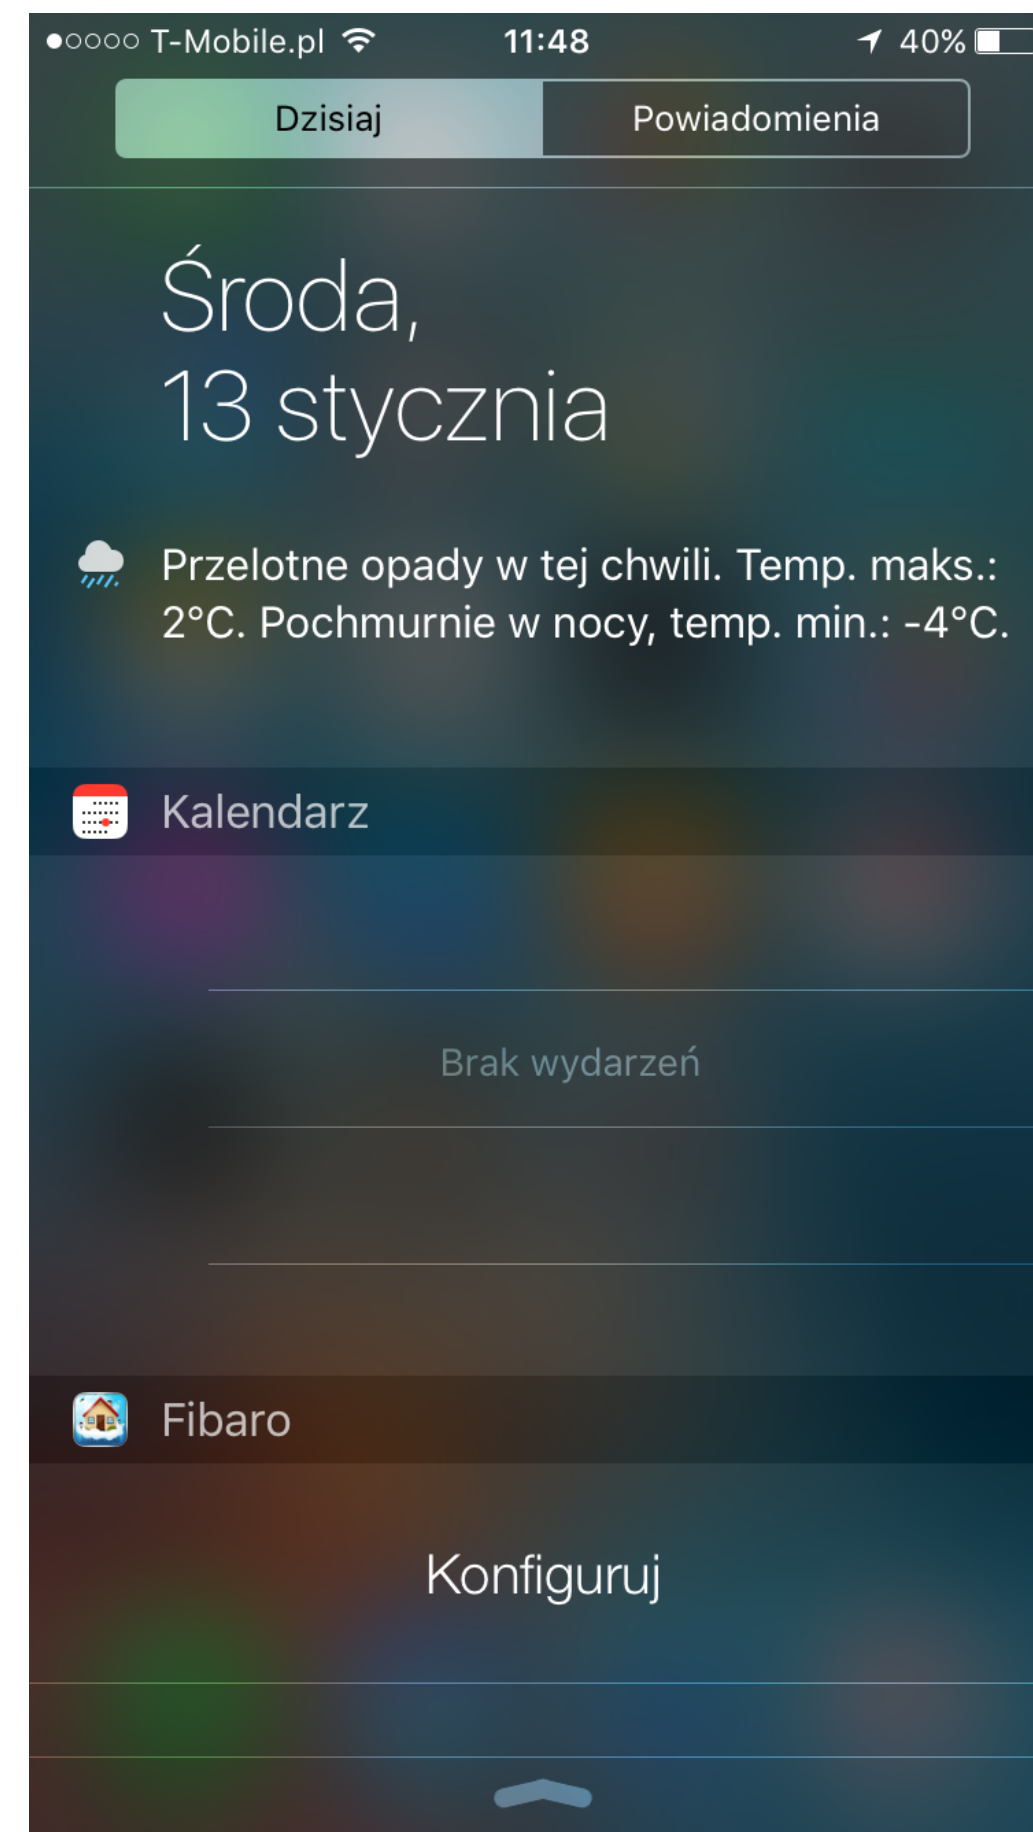 T-Mobile.pl 11:48 40%
Dzisiaj Powiadomienia
Środa,
13 stycznia
Przelotne opady w tej chwili. Temp. maks.:
2°C. Pochmurnie w nocy, temp. min.: -4°C.
Kalendarz
Brak wydarzeń
Fibaro
Konfiguruj